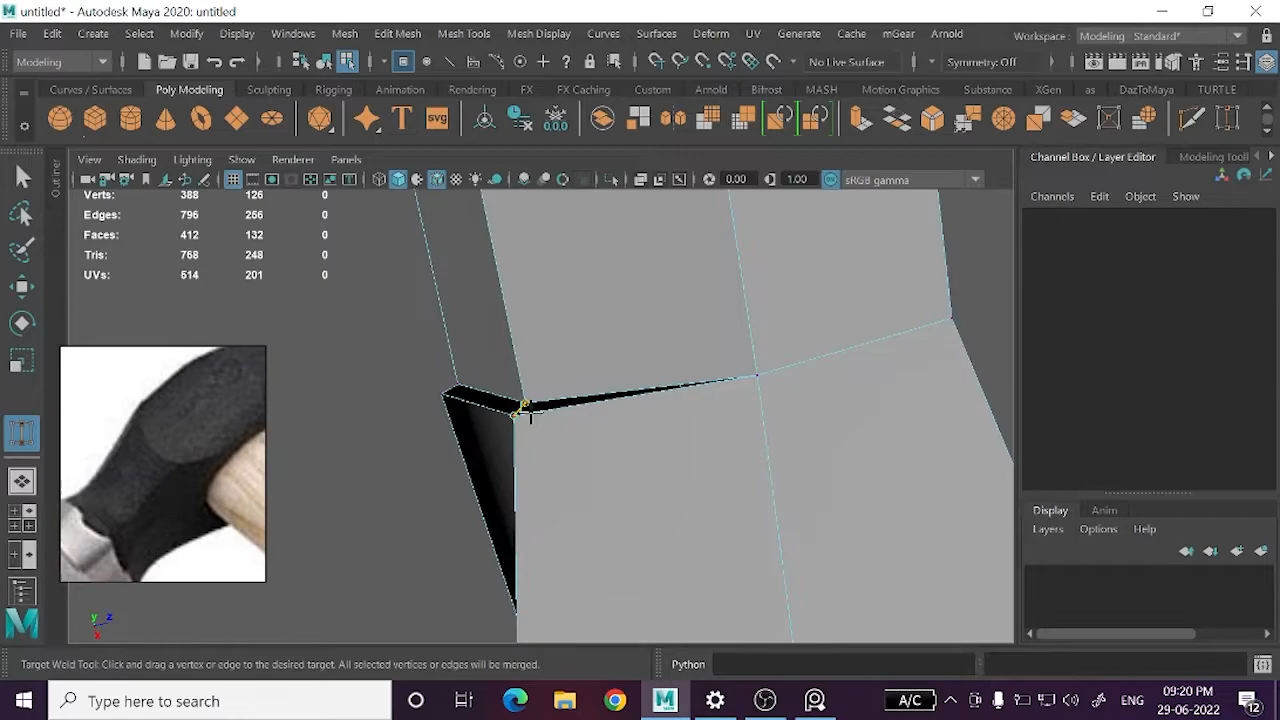 untitled* - Autodesk Maya 2020: untitled
File Edit Create Select Modify Display Windows Mesh Edit Mesh Mesh Tools Mesh Display Curves Surfaces Deform UV Generate Cache mGear Arnold Workspace : Modeling - Standard*
Modeling No Live Surface Symmetry: Off
Curves / Surfaces Poly Modeling Sculpting Rigging Animation Rendering FX FX Caching Custom Arnold Bifrost MASH Motion Graphics Substance XGen as DazToMaya TURTLE
T svg 0,0,0
View Shading Lighting Show Renderer Panels
Channel Box / Layer Editor Modeling Tool
0.00 1.00 sRGB gamma
Channels Edit Object Show
Outliner
Verts: 388 126 0
Edges: 796 256 0
Faces: 412 132 0
Tris: 768 248 0
UVs: 514 201 0
Display Anim
Layers Options Help
y z
x
Target Weld Tool: Click and drag a vertex or edge to the desired target. All selected vertices or edges will be merged.
Python
Type here to search
A/C
ENG
09:20 PM
29-06-2022
12